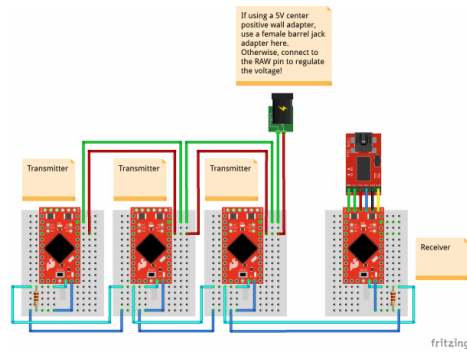 If using a 5V center
positive wall adapter,
use a female barrel jack
adapter here.
Otherwise, connect to
the RAW pin to regulate
the voltage!
Transmitter
Transmitter
Transmitter
Receiver
fritzing